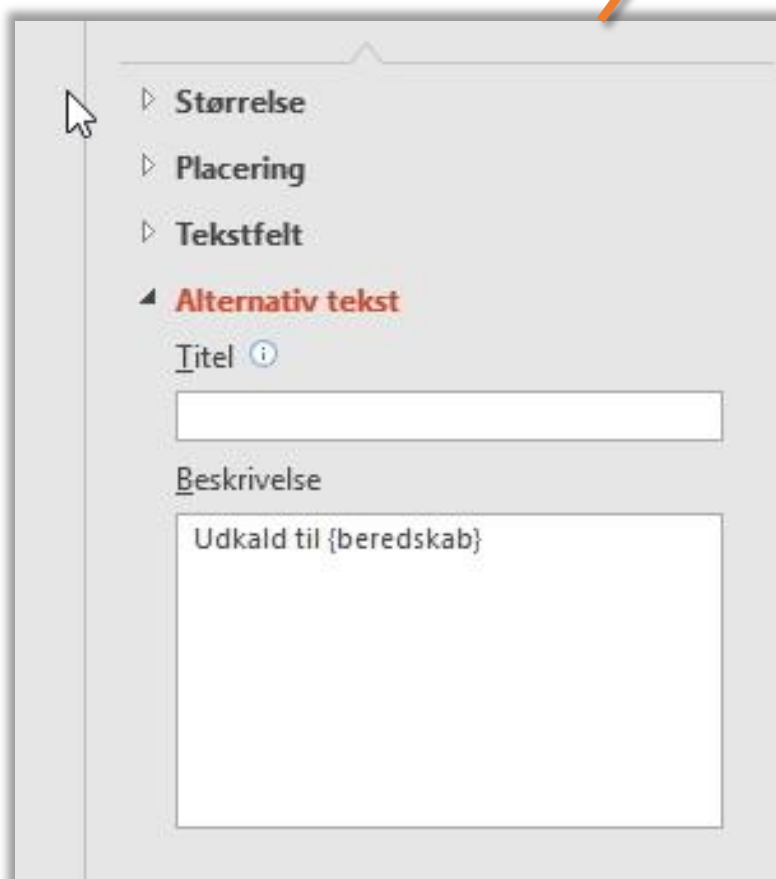 Størrelse
Placering
Tekstfelt
Alternativ tekst
Titel
Beskrivelse
Udkald til {beredskab}